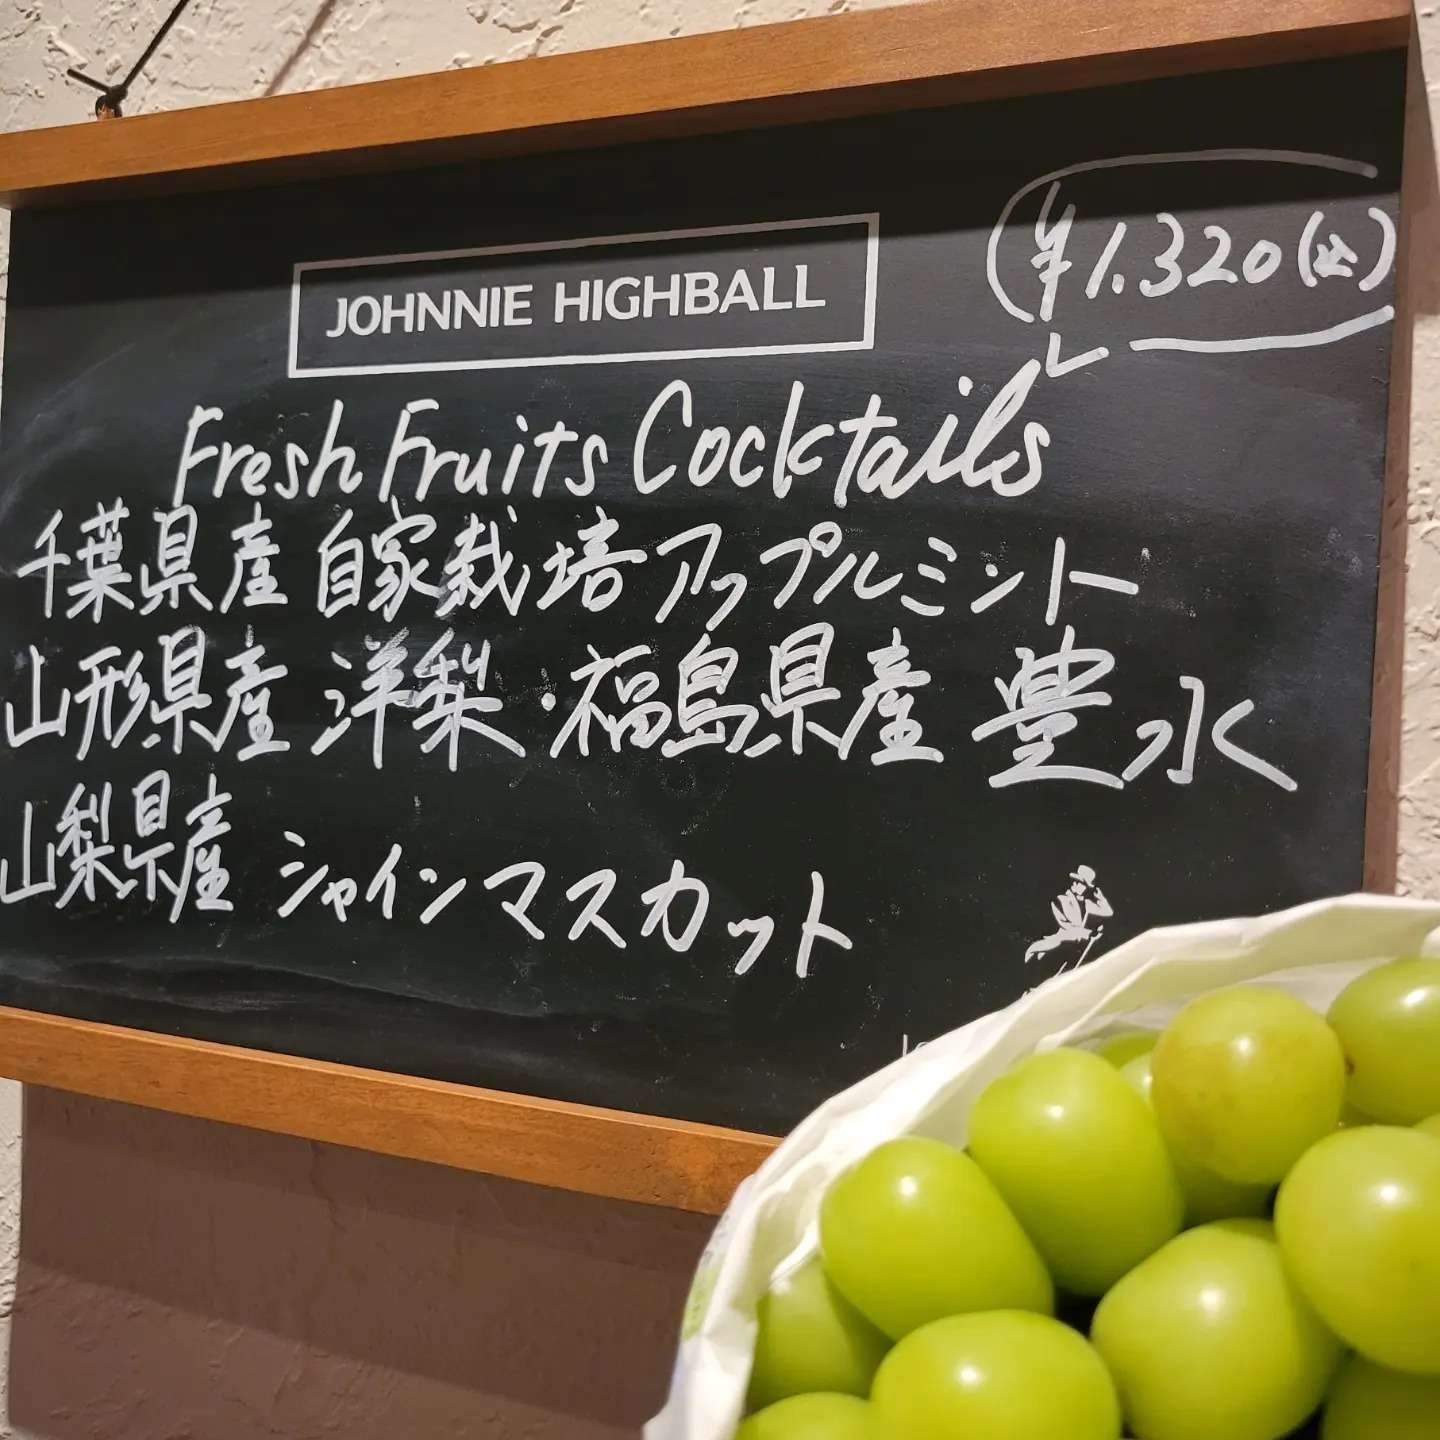 JOHNNIE HIGHBALL
¥1.320(込)
Fresh Fruits Cocktails
千葉県産 自家栽培アップルミント
山形県産 洋梨・福島県産 豊水
山梨県産 シャインマスカット